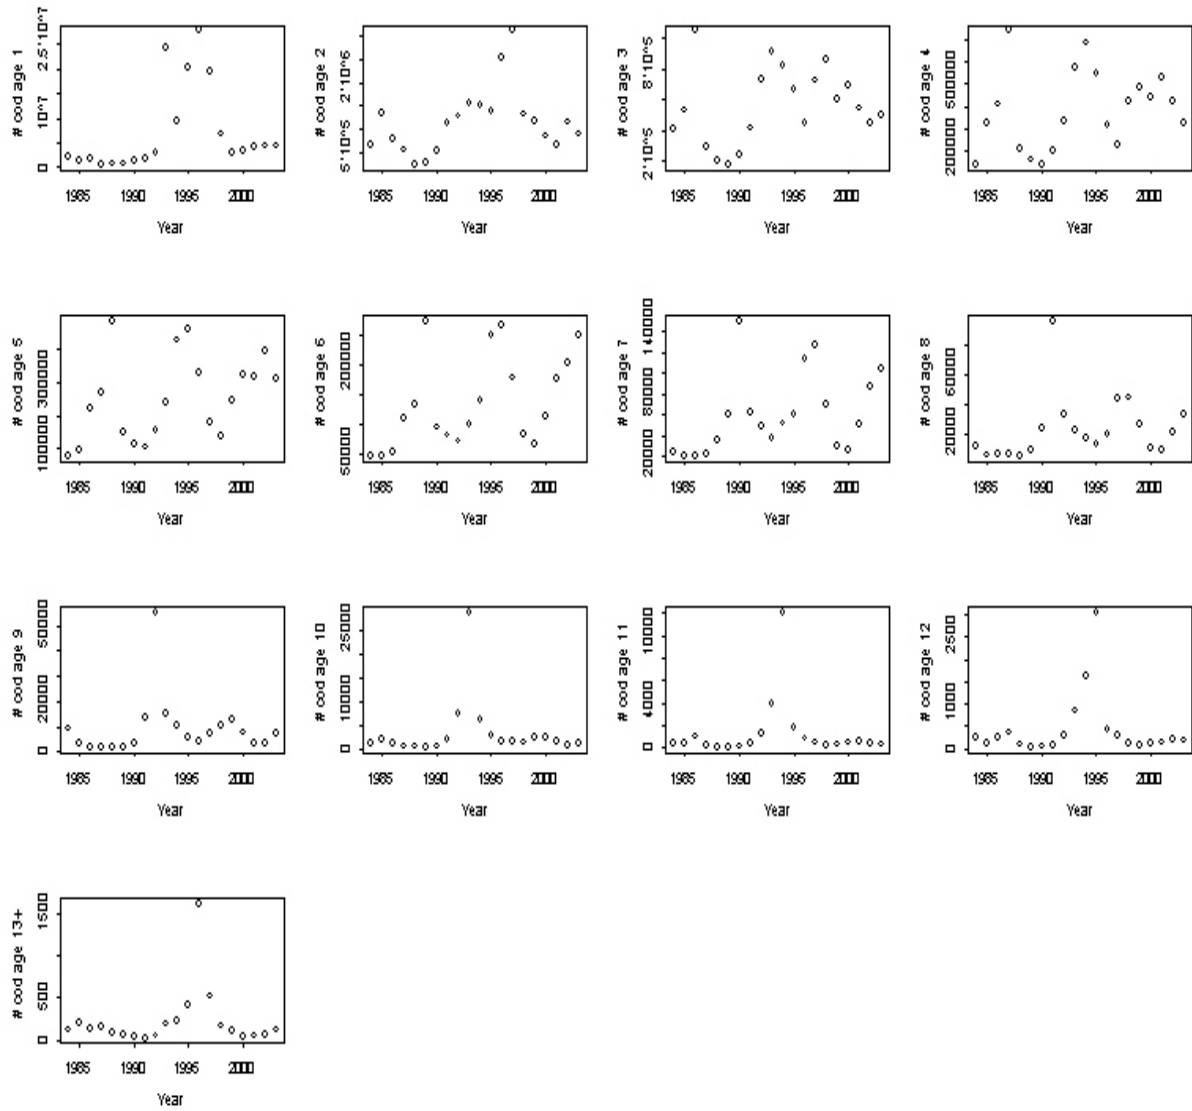 # cod age 1
0 10^7 2.5*10^7
1985 1990 1995 2000
Year
# cod age 2
5*10^5 2*10^6
1985 1990 1995 2000
Year
# cod age 3
2*10^5 8*10^5
1985 1990 1995 2000
Year
# cod age 4
200000 500000
1985 1990 1995 2000
Year
# cod age 5
100000 300000
1985 1990 1995 2000
Year
# cod age 6
50000 200000
1985 1990 1995 2000
Year
# cod age 7
20000 80000 140000
1985 1990 1995 2000
Year
# cod age 8
20000 60000
1985 1990 1995 2000
Year
# cod age 9
0 20000 50000
1985 1990 1995 2000
Year
# cod age 10
0 10000 25000
1985 1990 1995 2000
Year
# cod age 11
0 4000 10000
1985 1990 1995 2000
Year
# cod age 12
0 1000 2500
1985 1990 1995 2000
Year
# cod age 13+
0 500 1500
1985 1990 1995 2000
Year